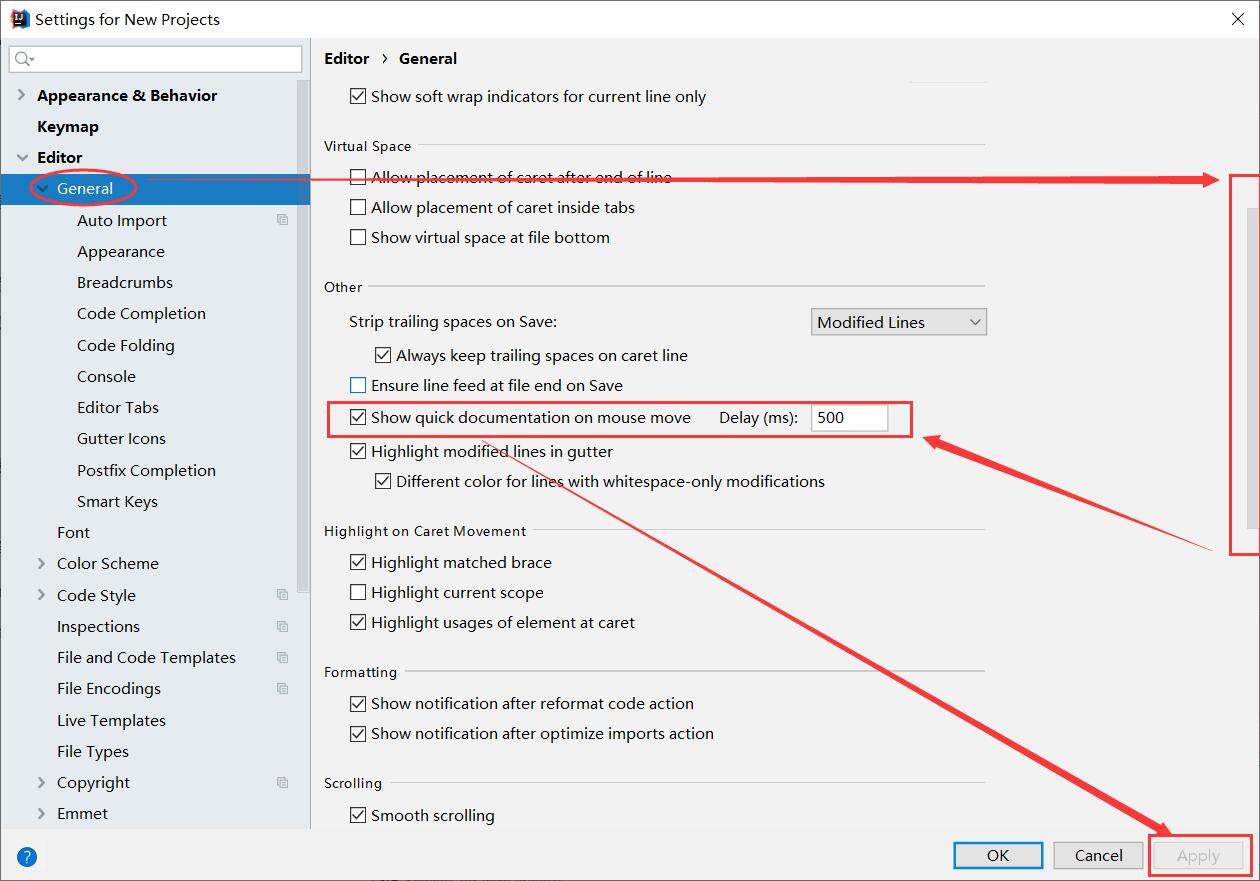 Settings for New Projects
Appearance & Behavior
Keymap
Editor
General
Auto Import
Appearance
Breadcrumbs
Code Completion
Code Folding
Console
Editor Tabs
Gutter Icons
Postfix Completion
Smart Keys
Font
Color Scheme
Code Style
Inspections
File and Code Templates
File Encodings
Live Templates
File Types
Copyright
Emmet
?
Editor › General
Show soft wrap indicators for current line only
Virtual Space
Allow placement of caret after end of line
Allow placement of caret inside tabs
Show virtual space at file bottom
Other
Strip trailing spaces on Save: Modified Lines
Always keep trailing spaces on caret line
Ensure line feed at file end on Save
Show quick documentation on mouse move Delay (ms): 500
Highlight modified lines in gutter
Different color for lines with whitespace-only modifications
Highlight on Caret Movement
Highlight matched brace
Highlight current scope
Highlight usages of element at caret
Formatting
Show notification after reformat code action
Show notification after optimize imports action
Scrolling
Smooth scrolling
OK Cancel Apply